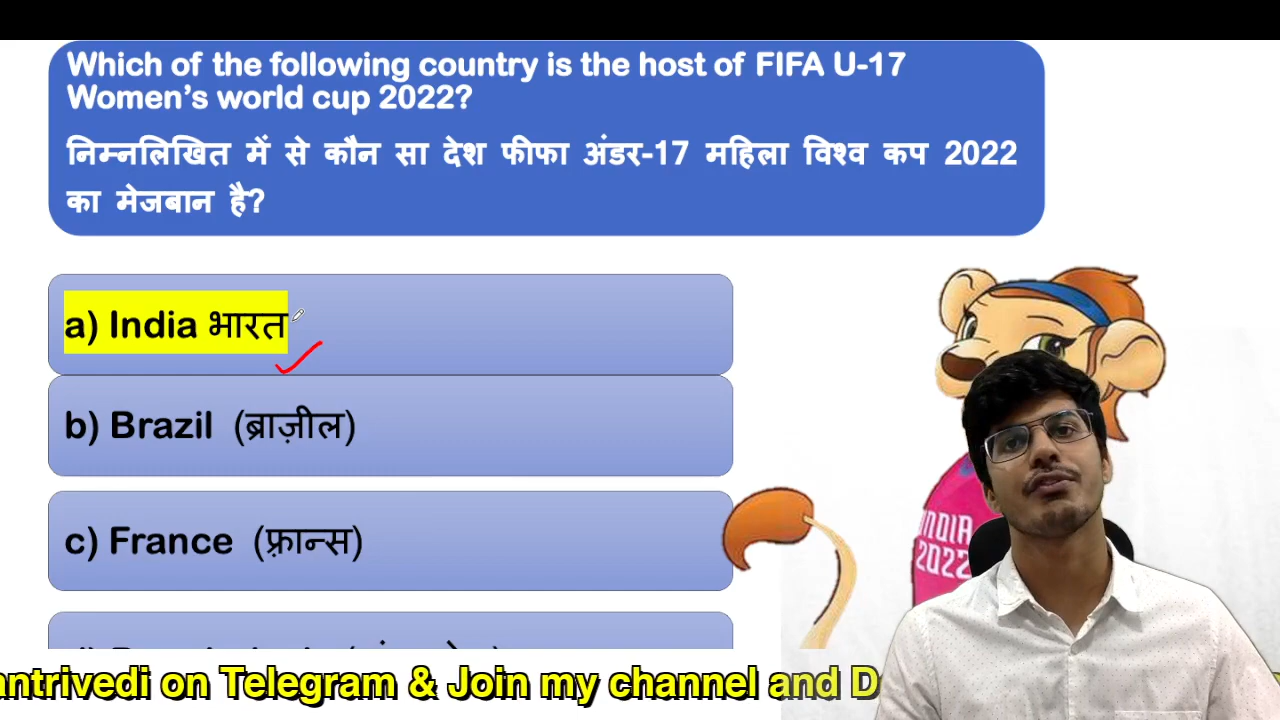 Which of the following country is the host of FIFA U-17
Women's world cup 2022?
निम्नलिखित में से कौन सा देश फीफा अंडर-17 महिला विश्व कप 2022
का मेजबान है?
a) India भारत
b) Brazil (ब्राज़ील)
c) France (फ़्रान्स)
INDIA
2022
antrivedi on Telegram & Join my channel and D